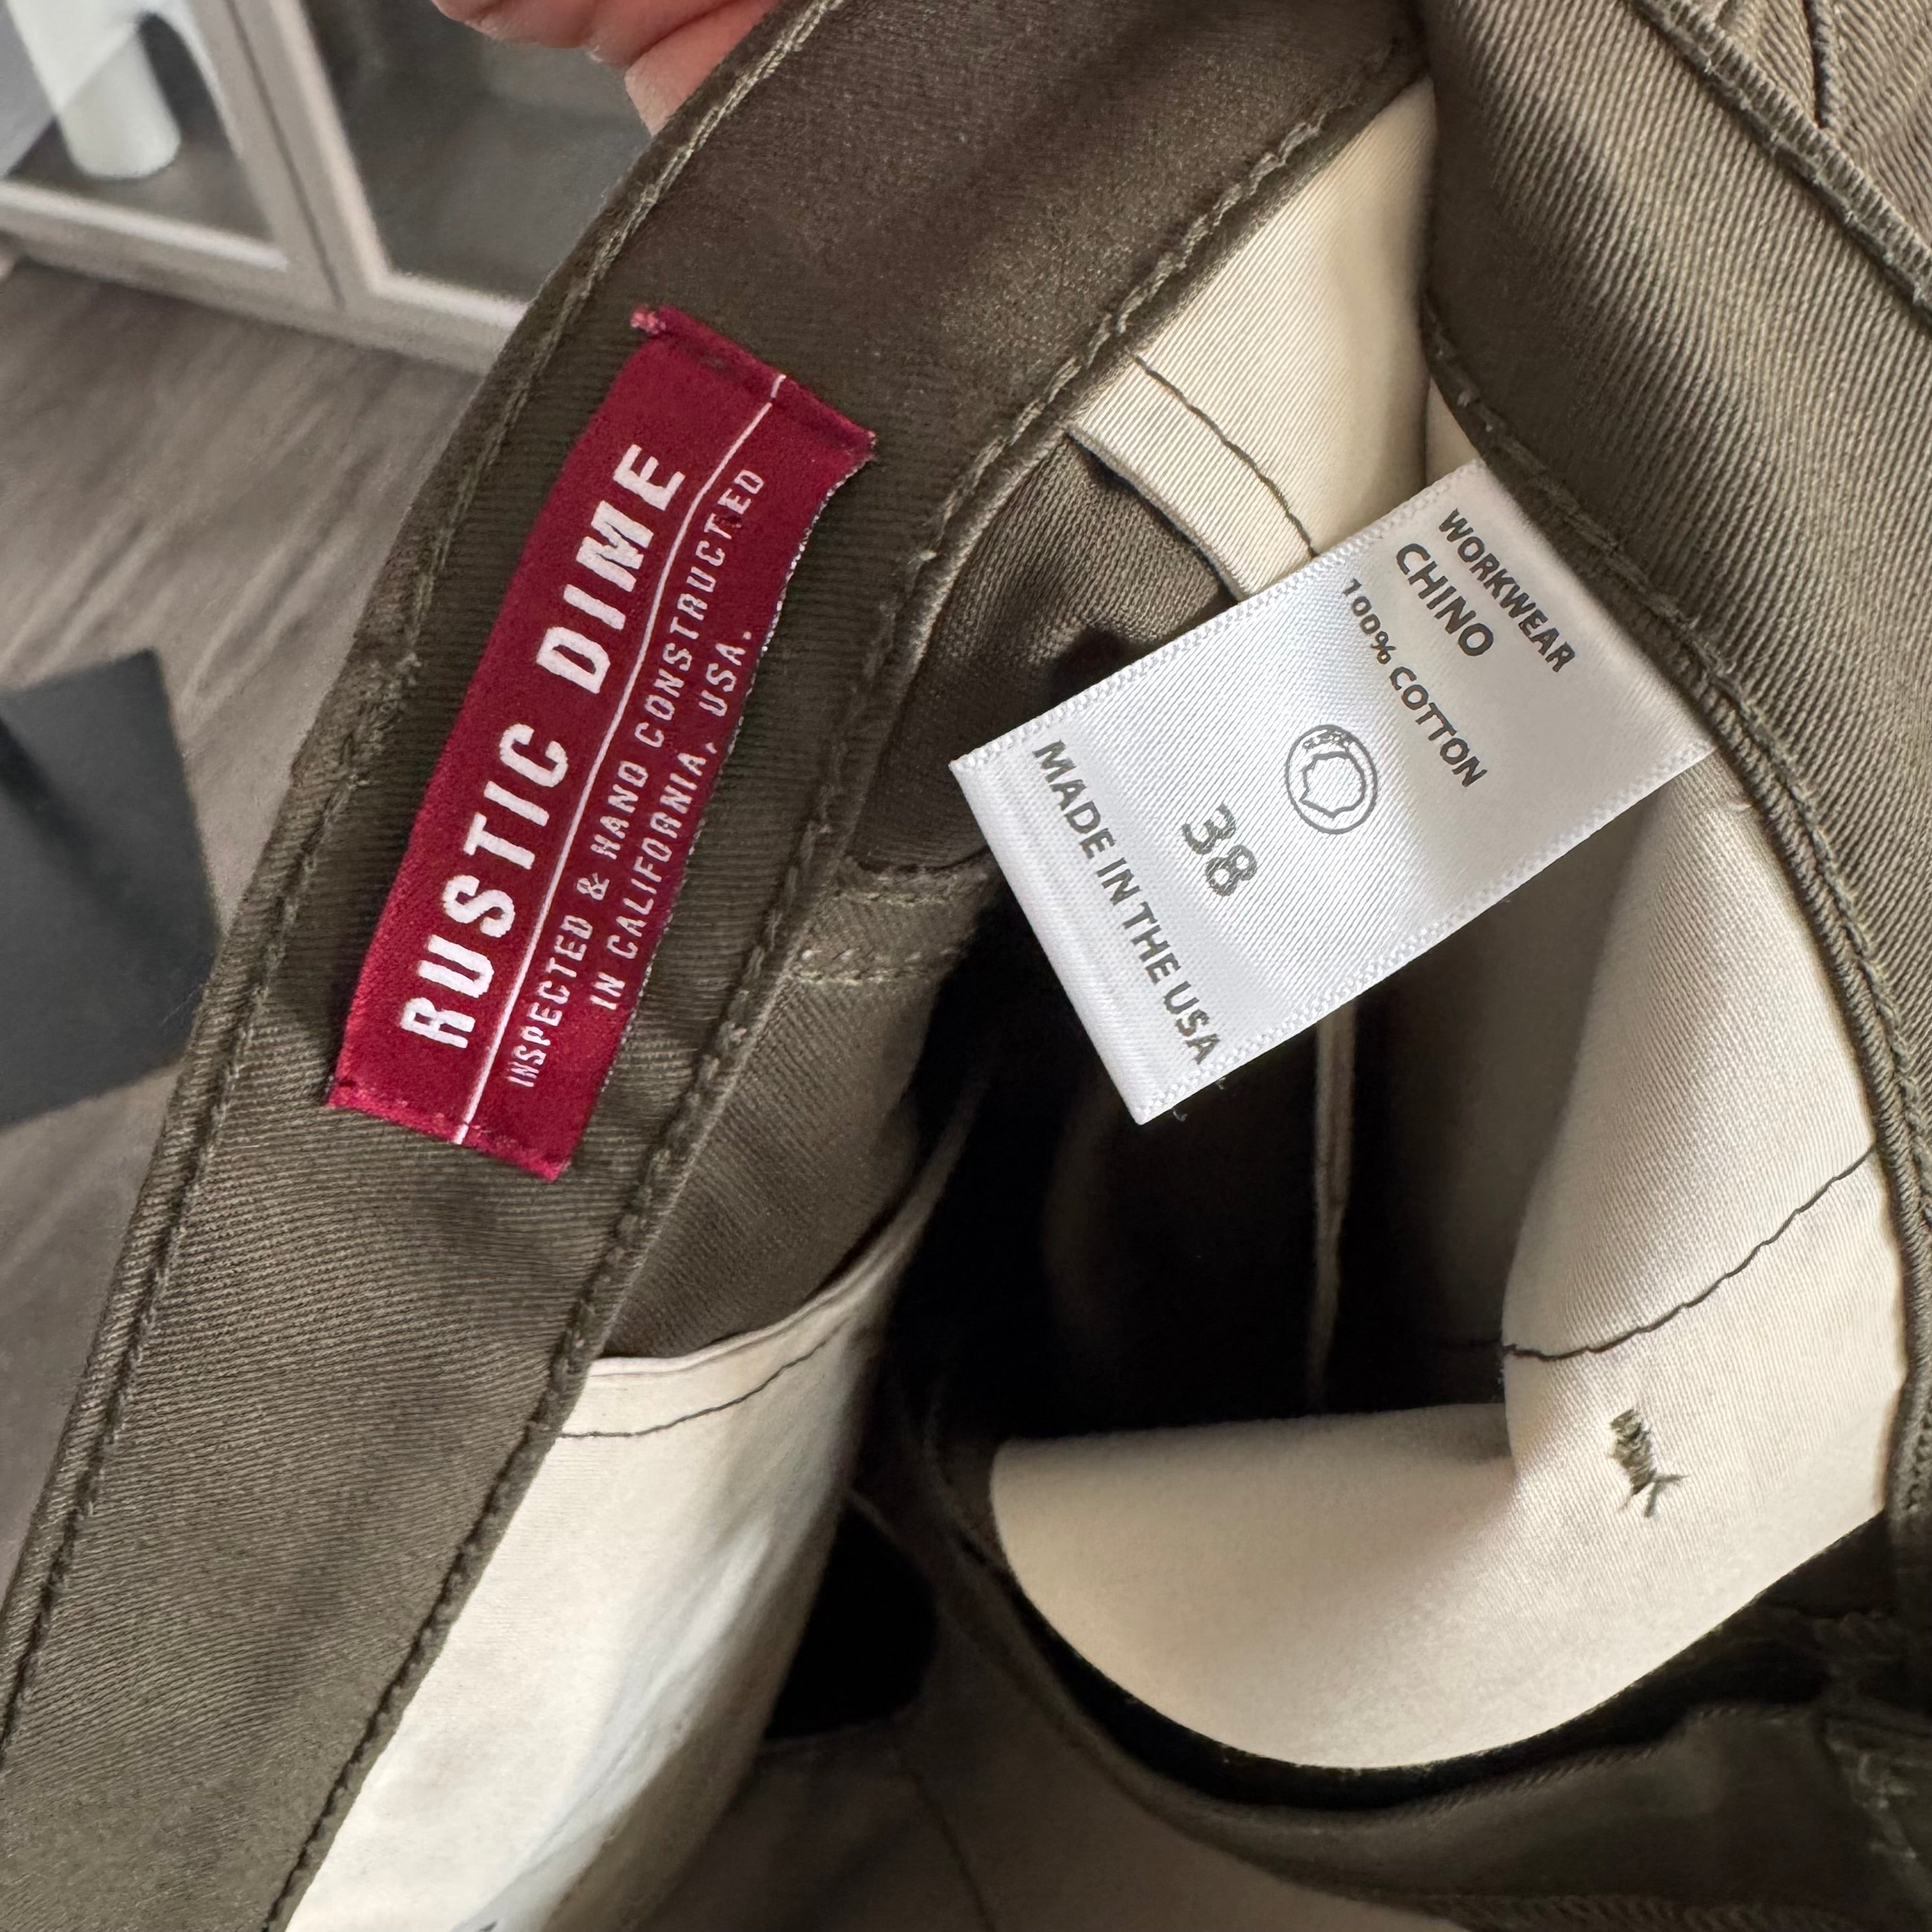 RUSTIC DIME
INSPECTED & HAND CONSTRUCTED
IN CALIFORNIA, USA.
WORKWEAR
CHINO
100% COTTON
38
MADE IN THE USA